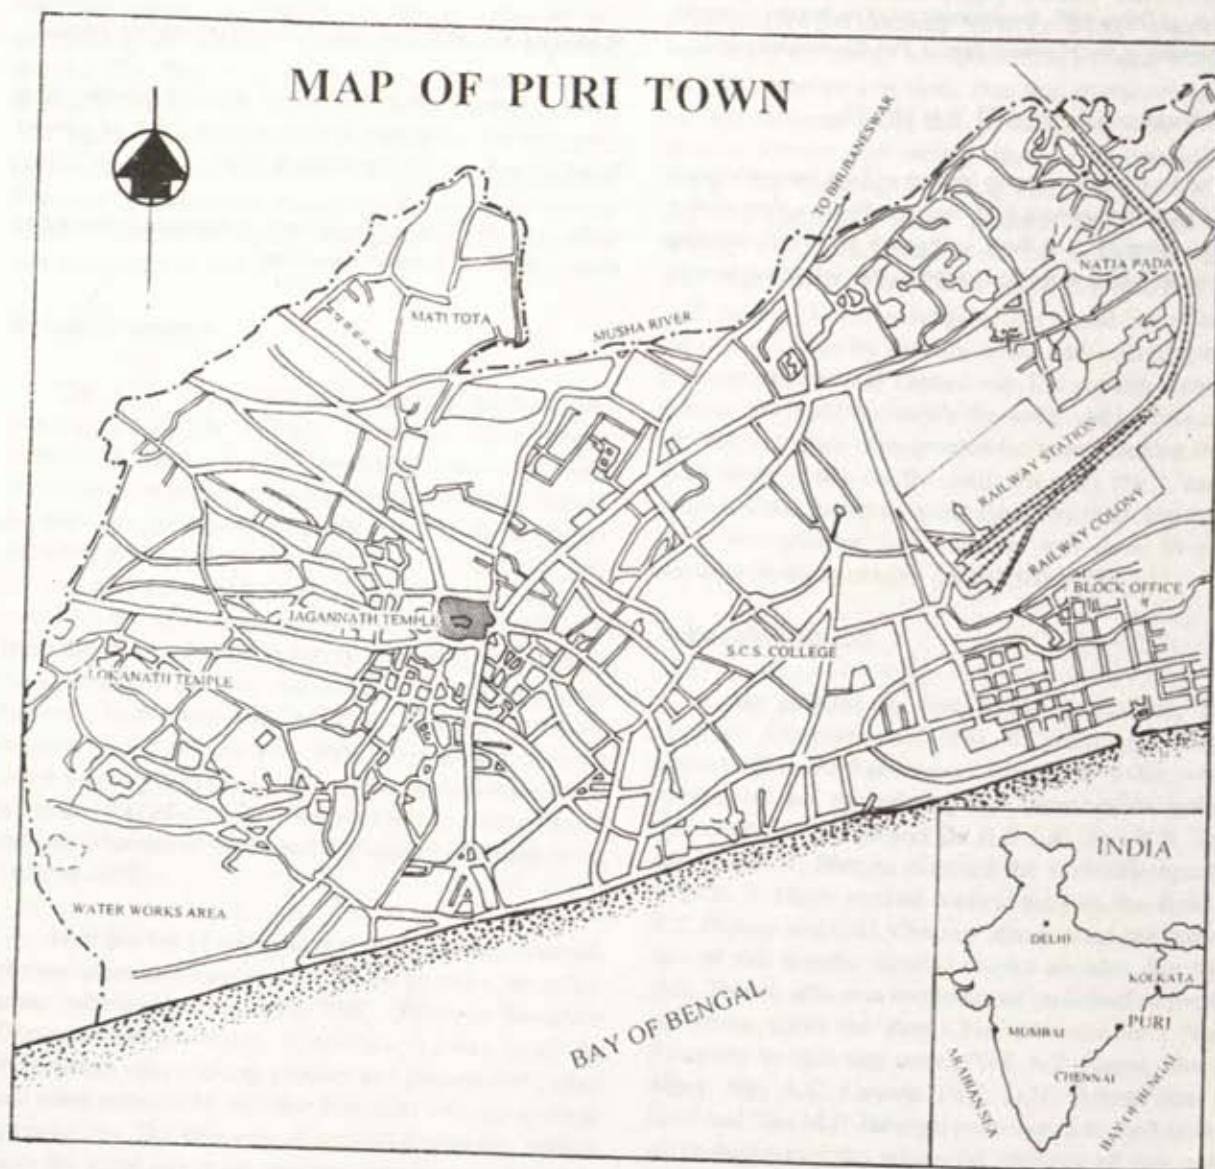 MAP OF PURI TOWN
TO BHUBANESWAR
NATIA PADA
MATI TOTA
MUSHA RIVER
RAILWAY STATION
RAILWAY COLONY
BLOCK OFFICE
JAGANNATH TEMPLE
S.C.S. COLLEGE
LOKANATH TEMPLE
WATER WORKS AREA
BAY OF BENGAL
INDIA
DELHI
KOLKATA
MUMBAI
PURI
CHENNAI
ARABIAN SEA
BAY OF BENGAL